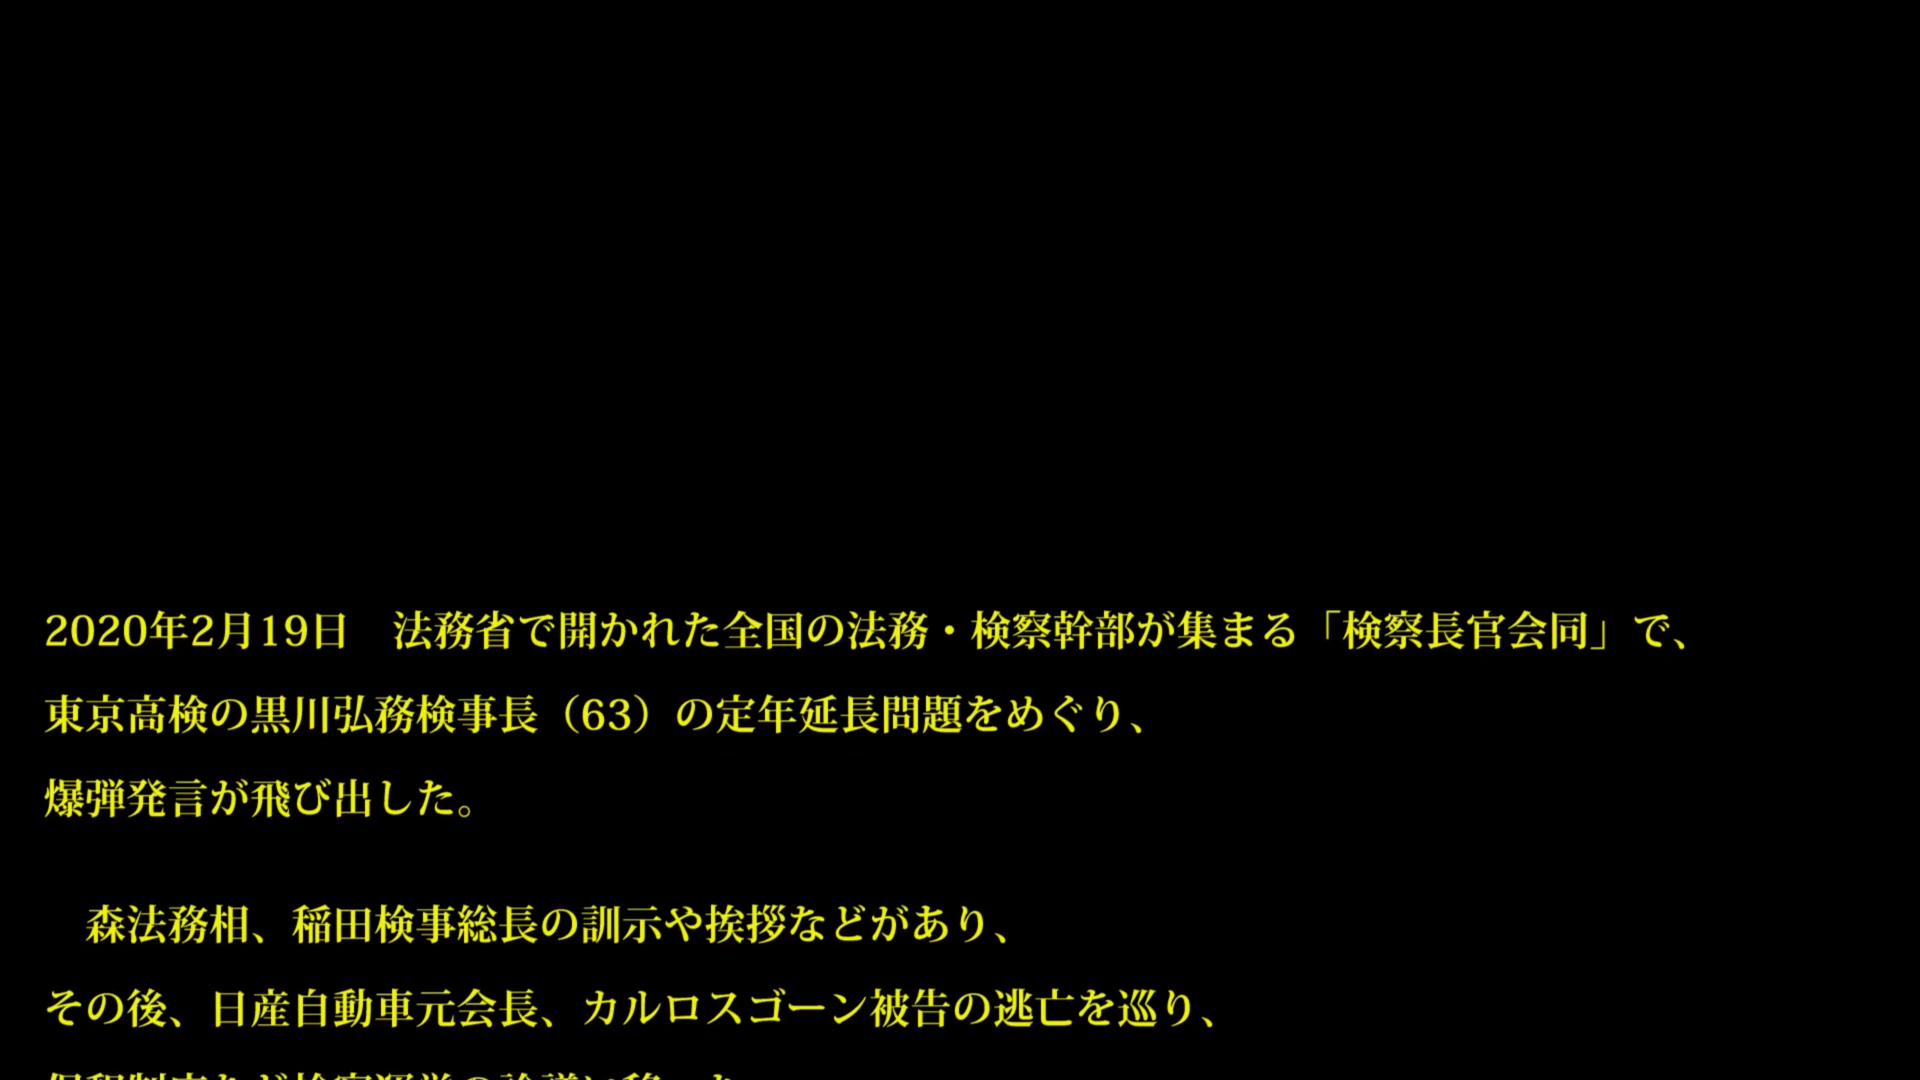 2020年2月19日　法務省で開かれた全国の法務・検察幹部が集まる「検察長官会同」で、
東京高検の黒川弘務検事長（63）の定年延長問題をめぐり、
爆弾発言が飛び出した。
森法務相、稲田検事総長の訓示や挨拶などがあり、
その後、日産自動車元会長、カルロスゴーン被告の逃亡を巡り、